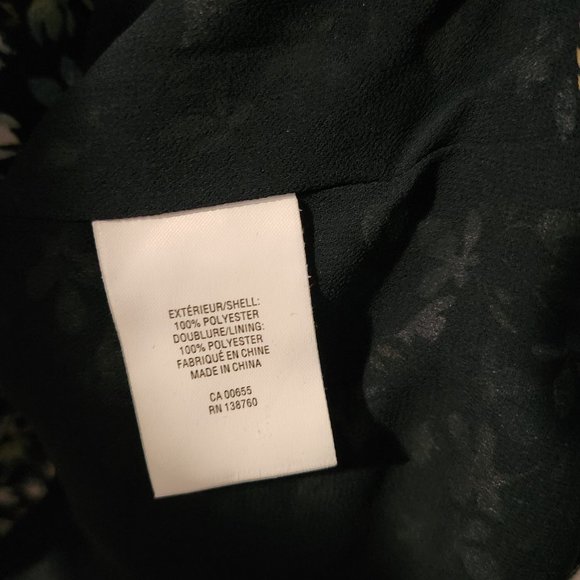 EXTÉRIEUR/SHELL:
100% POLYESTER
DOUBLURE/LINING:
100% POLYESTER
FABRIQUÉ EN CHINE
MADE IN CHINA
CA 00655
RN 138760